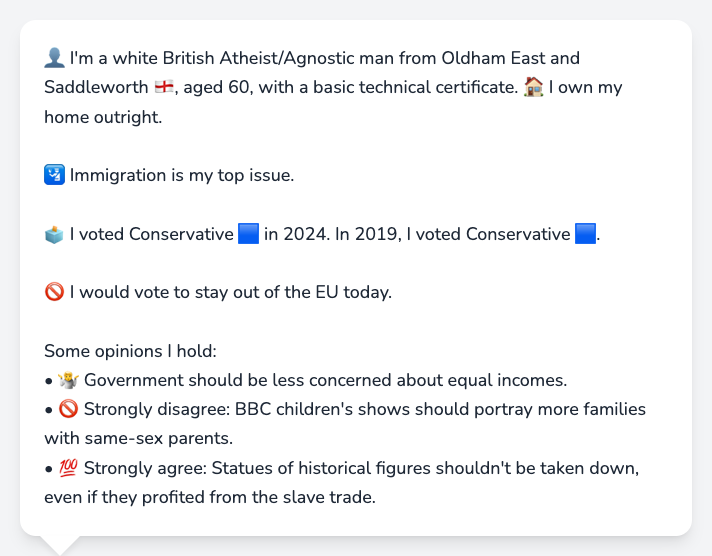 👤 I'm a white British Atheist/Agnostic man from Oldham East and
Saddleworth 🏴󠁧󠁢󠁥󠁮󠁧󠁿, aged 60, with a basic technical certificate. 🏠 I own my
home outright.
🛂 Immigration is my top issue.
🗳️ I voted Conservative 🟦 in 2024. In 2019, I voted Conservative 🟦.
🚫 I would vote to stay out of the EU today.
Some opinions I hold:
• 🤷 Government should be less concerned about equal incomes.
• 🚫 Strongly disagree: BBC children's shows should portray more families
with same-sex parents.
• 💯 Strongly agree: Statues of historical figures shouldn't be taken down,
even if they profited from the slave trade.